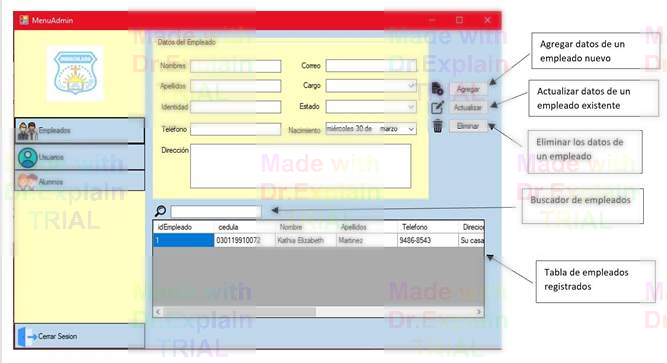 MenuAdmin
Datos del Empleado
Nombres
Correo
Apellidos
Cargo
Identidad
Estado
Teléfono
Nacimiento
miércoles 30 de marzo
Dirección
Agregar
Actualizar
Eliminar
Empleados
Usuarios
Alumnos
Cerrar Sesion
idEmpleado cedula Nombre Apellidos Telefono Direcior
1 030119910072 Kathia Elizabeth Martinez 9486-8543 Su casa
Agregar datos de un
empleado nuevo
Actualizar datos de un
empleado existente
Eliminar los datos de
un empleado
Buscador de empleados
Tabla de empleados
registrados
Made with
Dr.Explain
TRIAL
Made with
Dr.Explain
TRIAL
Made with
Dr.Explain
TRIAL
Made with
Dr.Explain
TRIAL
Made with
Dr.Explain
TRIAL
Made with
Dr.Explain
TRIAL
Made with
Dr.Explain
TRIAL